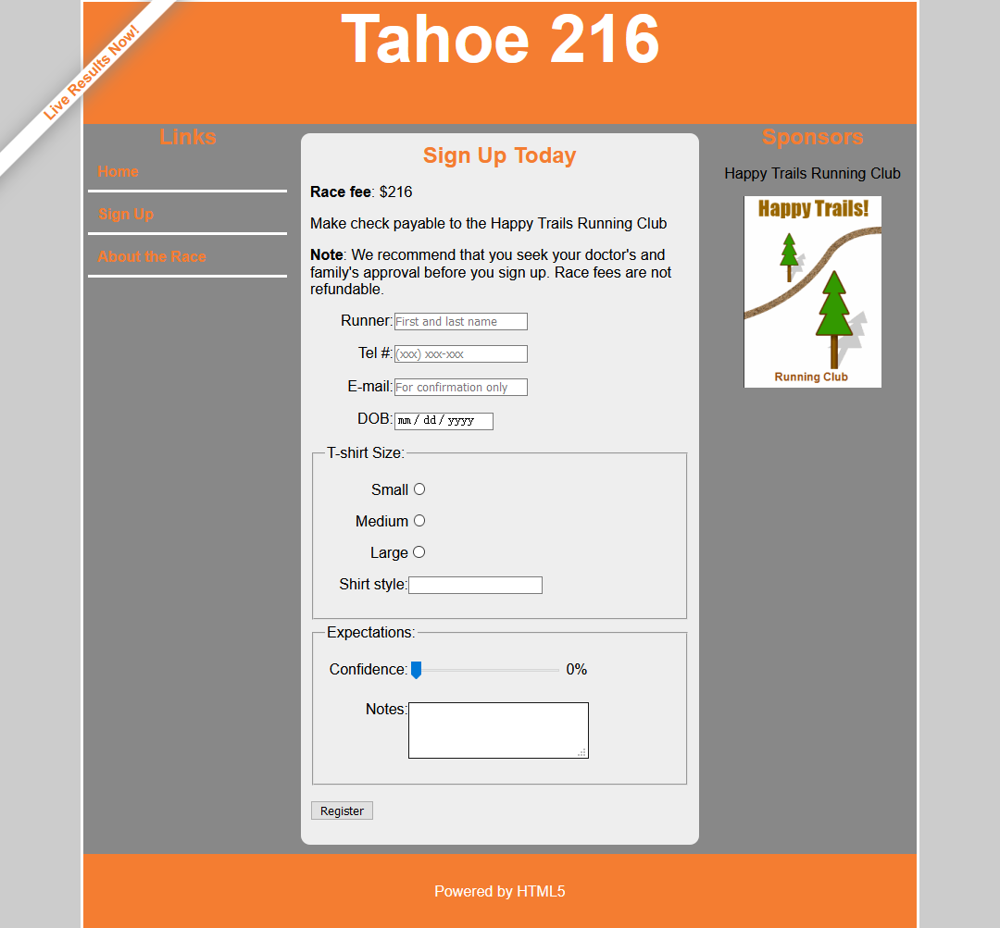 Live Results Now!
Tahoe 216
Links
Home
Sign Up
About the Race
Sign Up Today
Race fee: $216
Make check payable to the Happy Trails Running Club
Note: We recommend that you seek your doctor's and
family's approval before you sign up. Race fees are not
refundable.
Runner: First and last name
Tel #: (xxx) xxx-xxx
E-mail: For confirmation only
DOB: mm / dd / yyyy
T-shirt Size:
Small
Medium
Large
Shirt style:
Expectations:
Confidence: 0%
Notes:
Register
Sponsors
Happy Trails Running Club
Happy Trails!
Running Club
Powered by HTML5